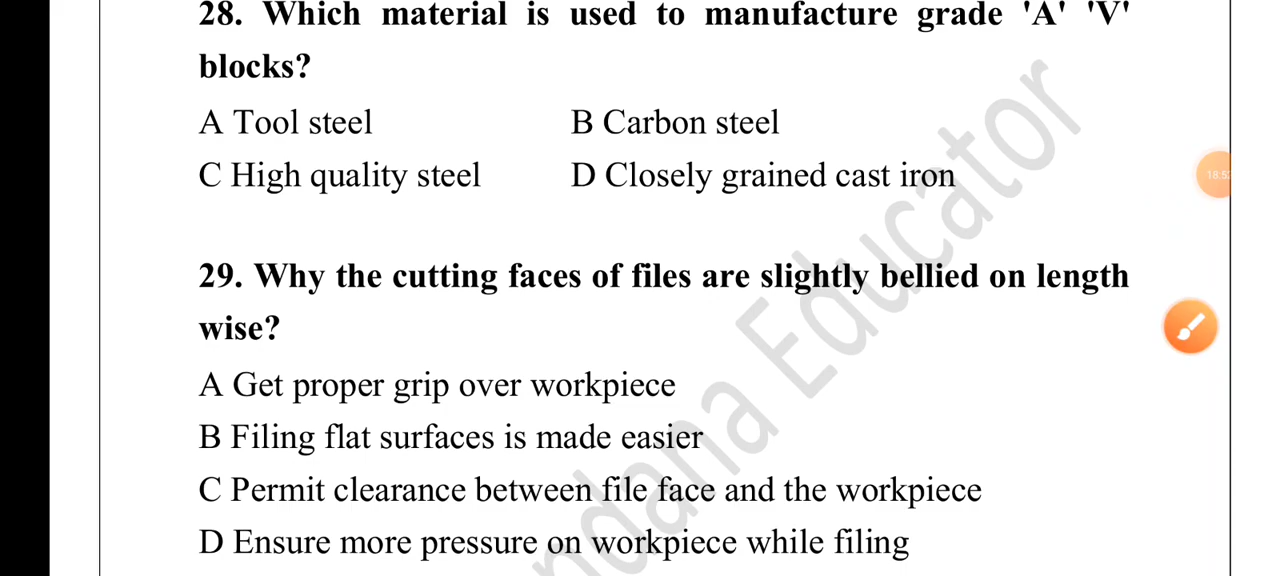 28. Which material is used to manufacture grade 'A' 'V'
blocks?
A Tool steel B Carbon steel
C High quality steel D Closely grained cast iron
18:52
29. Why the cutting faces of files are slightly bellied on length
wise?
A Get proper grip over workpiece
B Filing flat surfaces is made easier
C Permit clearance between file face and the workpiece
D Ensure more pressure on workpiece while filing
Educator